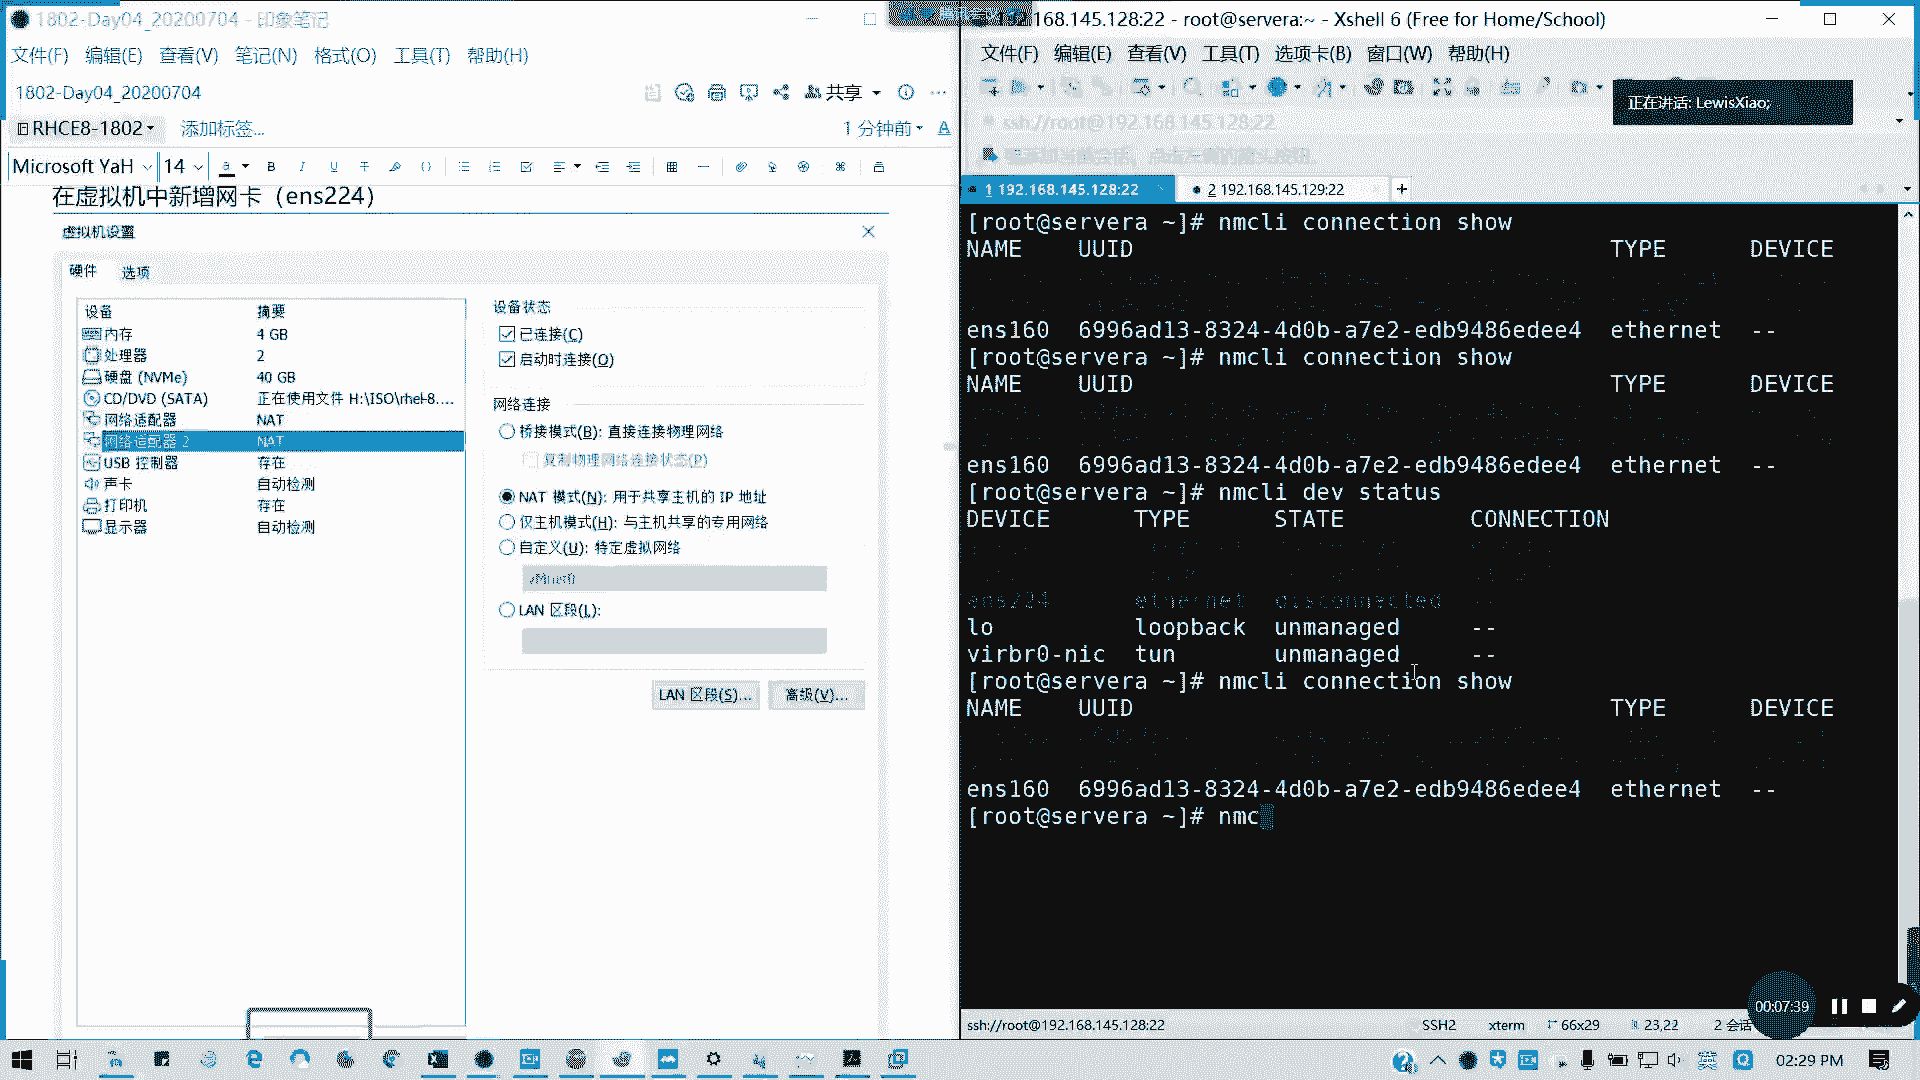 1802-Day04_20200704 - 印象笔记
文件(F) 编辑(E) 查看(V) 笔记(N) 格式(O) 工具(T) 帮助(H)
1802-Day04_20200704
共享
RHCE8-1802
添加标签...
1 分钟前
Microsoft YaH 14
在虚拟机中新增网卡（ens224）
虚拟机设置
硬件 选项
设备 摘要
内存 4 GB
处理器 2
硬盘 (NVMe) 40 GB
CD/DVD (SATA) 正在使用文件 H:\ISO\rhel-8....
网络适配器 NAT
网络适配器 2 NAT
USB 控制器 存在
声卡 自动检测
打印机 存在
显示器 自动检测
设备状态
已连接(C)
启动时连接(O)
网络连接
桥接模式(B): 直接连接物理网络
复制物理网络连接状态(P)
NAT 模式(N): 用于共享主机的 IP 地址
仅主机模式(H): 与主机共享的专用网络
自定义(U): 特定虚拟网络
VMnet0
LAN 区段(L):
LAN 区段(S)... 高级(V)...
168.145.128:22 - root@servera:~ - Xshell 6 (Free for Home/School)
文件(F) 编辑(E) 查看(V) 工具(T) 选项卡(B) 窗口(W) 帮助(H)
正在讲话: LewisXiao;
ssh://root@192.168.145.128:22
1 192.168.145.128:22
2 192.168.145.129:22
[root@servera ~]# nmcli connection show
NAME UUID TYPE DEVICE
ens160 6996ad13-8324-4d0b-a7e2-edb9486edee4 ethernet --
[root@servera ~]# nmcli connection show
NAME UUID TYPE DEVICE
ens160 6996ad13-8324-4d0b-a7e2-edb9486edee4 ethernet --
[root@servera ~]# nmcli dev status
DEVICE TYPE STATE CONNECTION
ens224 ethernet disconnected --
lo loopback unmanaged --
virbr0-nic tun unmanaged --
[root@servera ~]# nmcli connection show
NAME UUID TYPE DEVICE
ens160 6996ad13-8324-4d0b-a7e2-edb9486edee4 ethernet --
[root@servera ~]# nmc
00:07:39
ssh://root@192.168.145.128:22 SSH2 xterm 66x29 23,22 2 会话
英
02:29 PM